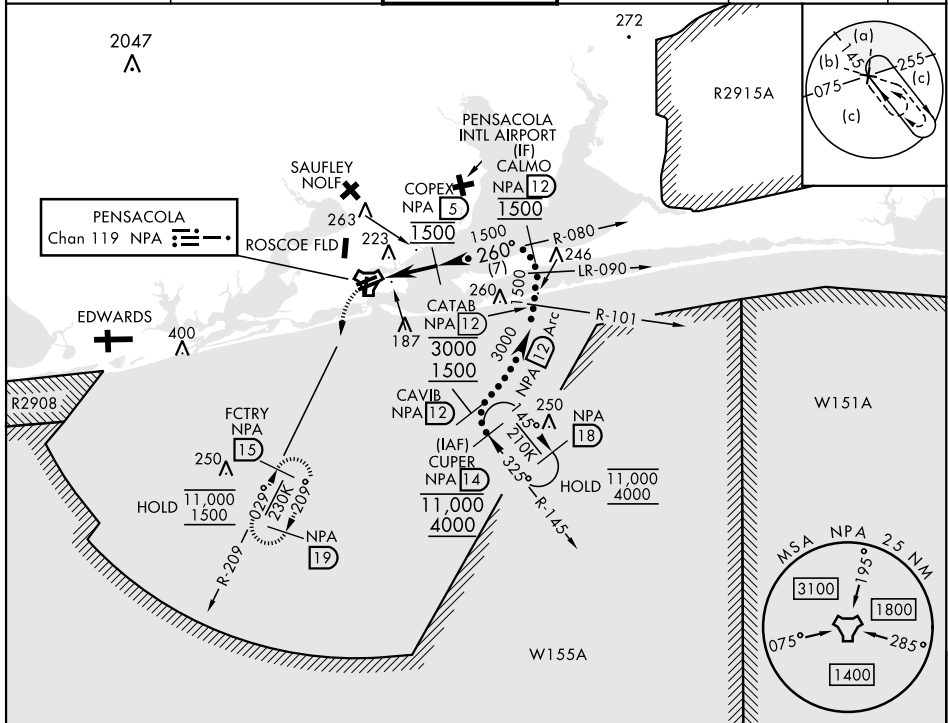 2047
272
R2915A
(a)
(b)
145°
255
075
(c)
(c)
PENSACOLA
INTL AIRPORT
(IF)
CALMO
NPA 12
1500
SAUFLEY
NOLF
COPEX
NPA 5
1500
263
PENSACOLA
Chan 119 NPA
ROSCOE FLD
223
1500
260°
(7)
R-080
246
LR-090
260
1500
R-101
EDWARDS
400
187
CATAB
NPA 12
3000
1500
3000
NPA 12 Arc
CAVIB
NPA 12
R2908
W151A
FCTRY
NPA
15
250
HOLD 11,000
1500
029°
230K
209°
NPA
19
R-209
(IAF)
CUPER
NPA 14
11,000
4000
145°
210K
250
NPA
18
325°
R-145
HOLD 11,000
4000
W155A
MSA NPA 25 NM
195°
3100
1800
075°
285°
1400